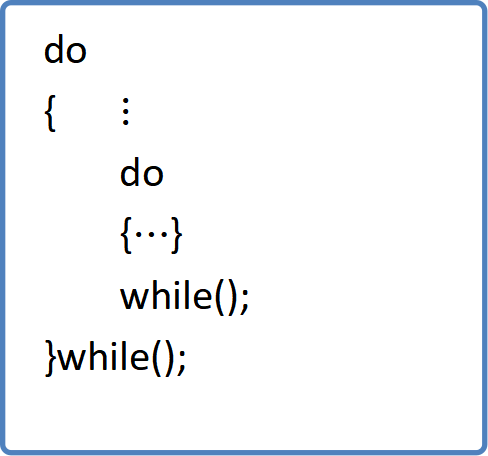 do
{ ⋮
do
{⋯}
while();
}while();